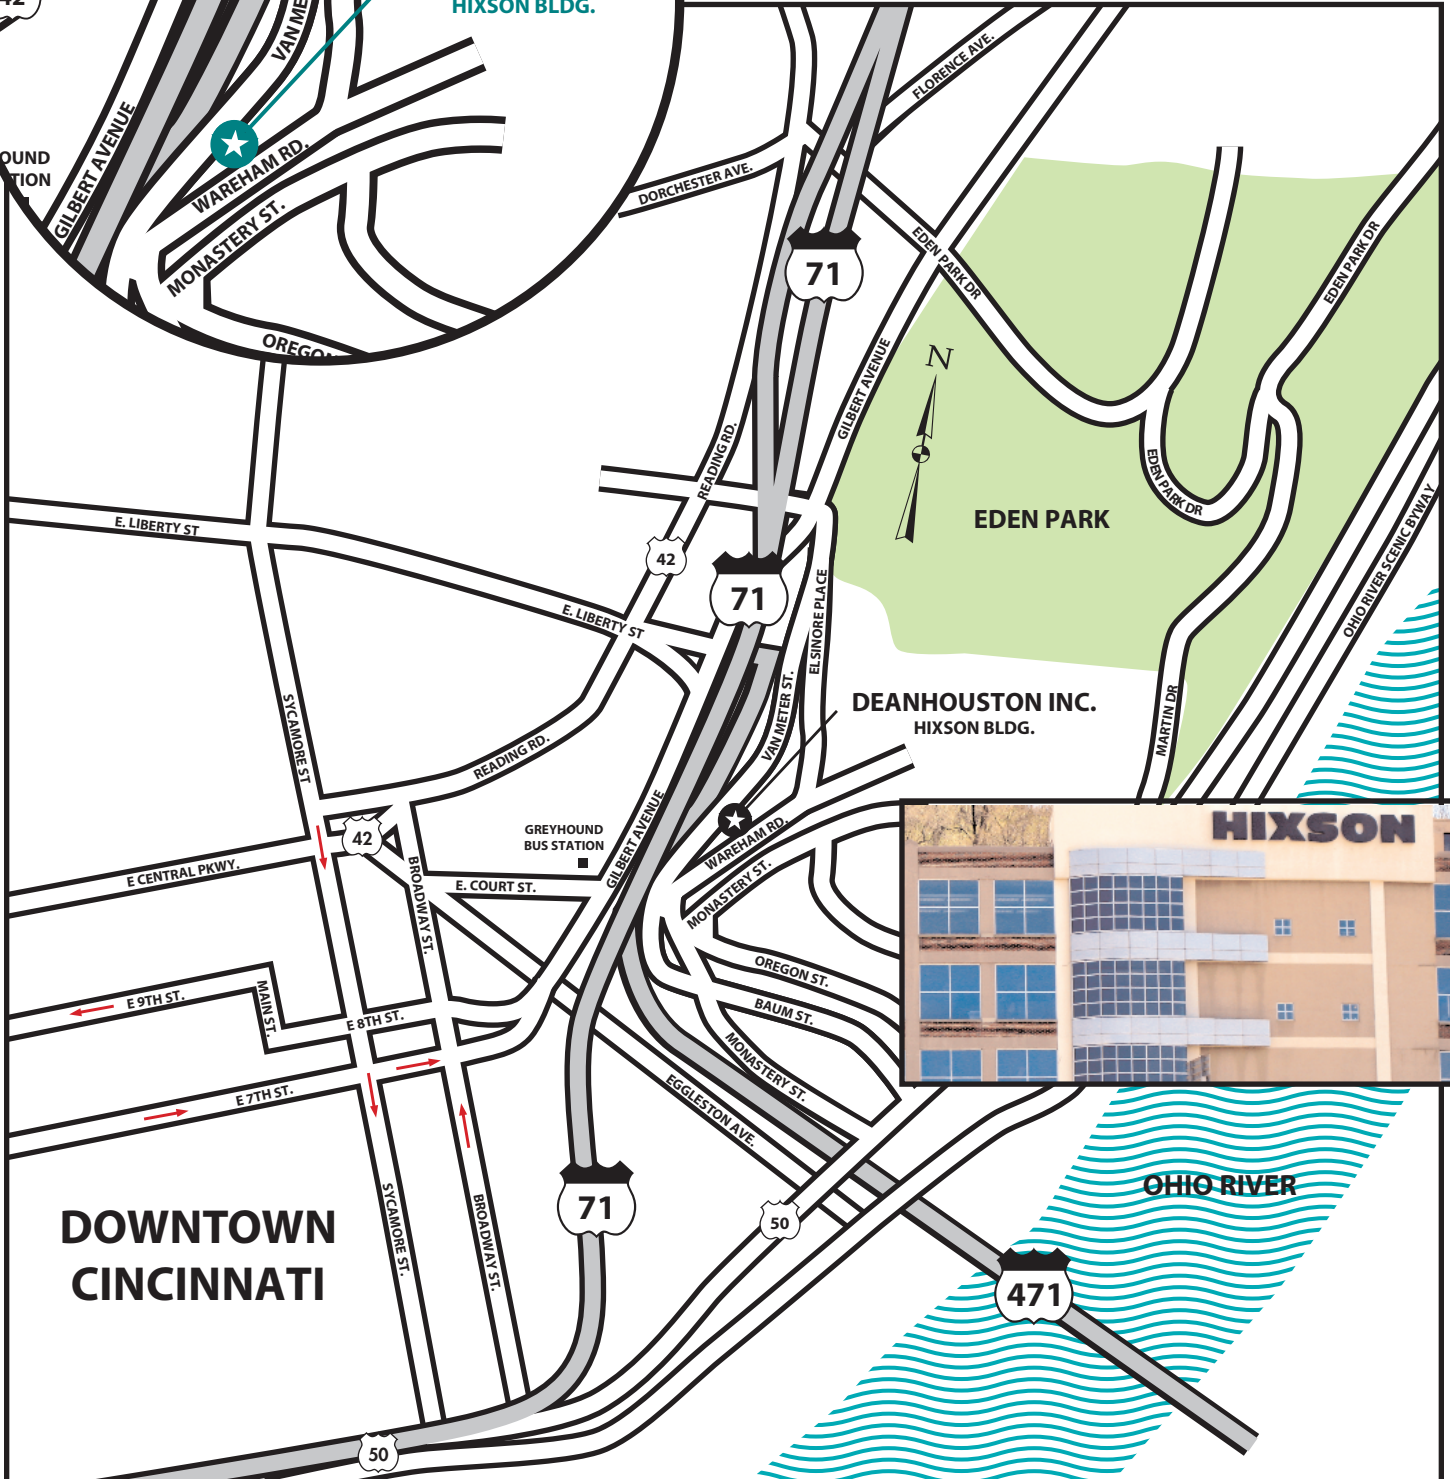 42
VAN ME
HIXSON BLDG.
GILBERT AVENUE
OUND
TION
WAREHAM RD.
MONASTERY ST.
OREGON
FLORENCE AVE.
DORCHESTER AVE.
EDEN PARK DR
EDEN PARK DR
71
N
GILBERT AVENUE
READING RD.
EDEN PARK DR
EDEN PARK
OHIO RIVER SCENIC BYWAY
E. LIBERTY ST
42
71
E. LIBERTY ST
ELSINORE PLACE
VAN METER ST.
DEANHOUSTON INC.
HIXSON BLDG.
MARTIN DR
SYCAMORE ST
READING RD.
GILBERT AVENUE
GREYHOUND
BUS STATION
WAREHAM RD.
MONASTERY ST.
HIXSON
42
E CENTRAL PKWY.
BROADWAY ST.
E. COURT ST.
OREGON ST.
BAUM ST.
E 9TH ST.
MAIN ST.
E 8TH ST.
MONASTERY ST.
EGGLESTON AVE.
E 7TH ST.
71
50
OHIO RIVER
DOWNTOWN
CINCINNATI
SYCAMORE ST.
BROADWAY ST.
471
50